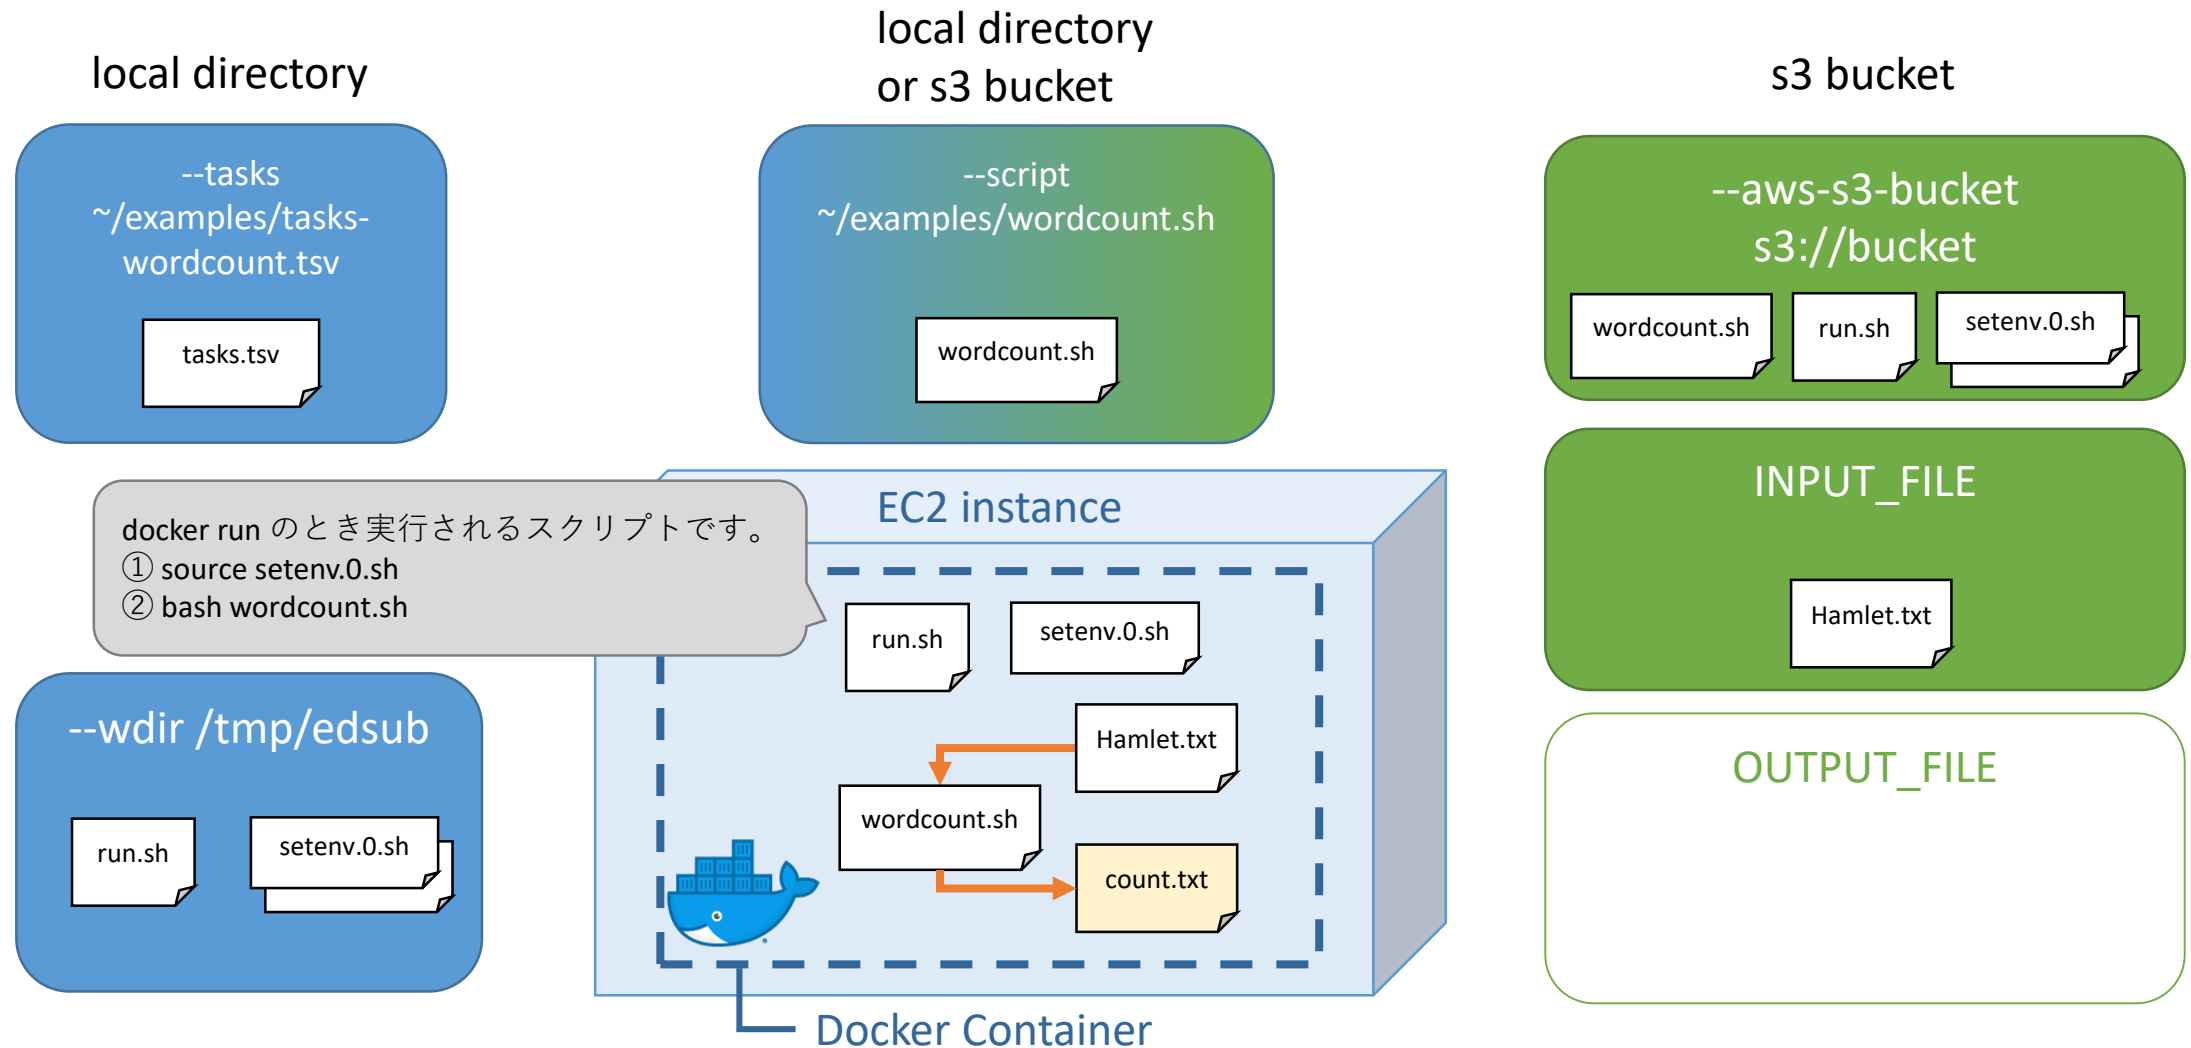 local directory
--tasks
~/examples/tasks-
wordcount.tsv
tasks.tsv
local directory
or s3 bucket
--script
~/examples/wordcount.sh
wordcount.sh
s3 bucket
--aws-s3-bucket
s3://bucket
wordcount.sh
run.sh
setenv.0.sh
docker run のとき実行されるスクリプトです。
① source setenv.0.sh
② bash wordcount.sh
EC2 instance
run.sh
setenv.0.sh
Hamlet.txt
wordcount.sh
count.txt
Docker Container
INPUT_FILE
Hamlet.txt
--wdir /tmp/edsub
run.sh
setenv.0.sh
OUTPUT_FILE